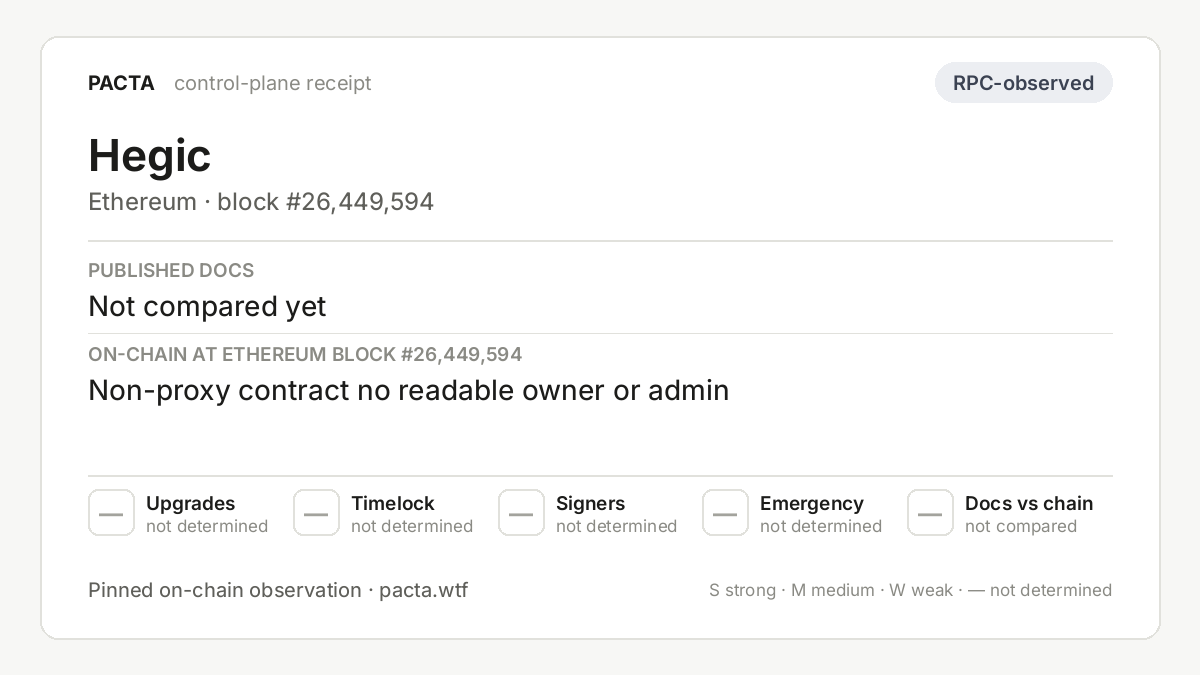 PACTA control-plane receipt RPC-observed
Hegic
Ethereum · block #26,449,594
PUBLISHED DOCS
Not compared yet
ON-CHAIN AT ETHEREUM BLOCK #26,449,594
Non-proxy contract no readable owner or admin
— Upgrades — Timelock — Signers — Emergency — Docs vs chain
not determined not determined not determined not determined not compared
Pinned on-chain observation · pacta.wtf S strong · M medium · W weak · — not determined